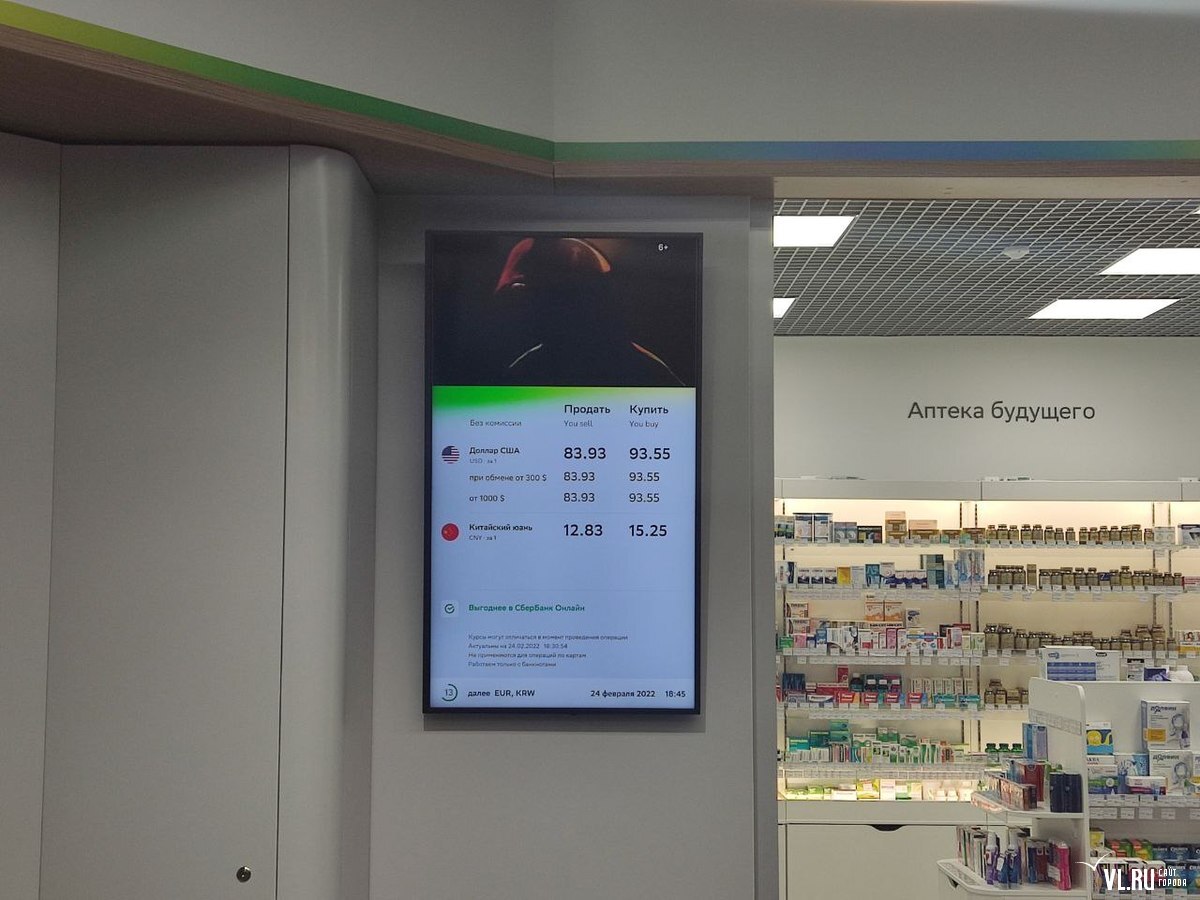 6+
Продать Купить
Без комиссии You sell You buy
Доллар США 83.93 93.55
USD за 1
при обмене от 300 $ 83.93 93.55
от 1000 $ 83.93 93.55
Китайский юань 12.83 15.25
CNY за 1
Выгоднее в СберБанк Онлайн
Курсы могут отличаться в момент проведения операции
Актуальны на 24.02.2022 18:30:54
Не применяются для операций по картам
Работаем только с банкнотами
13 далее EUR, KRW 24 февраля 2022 18:45
Аптека будущего
VL.RU САЙТ ГОРОДА